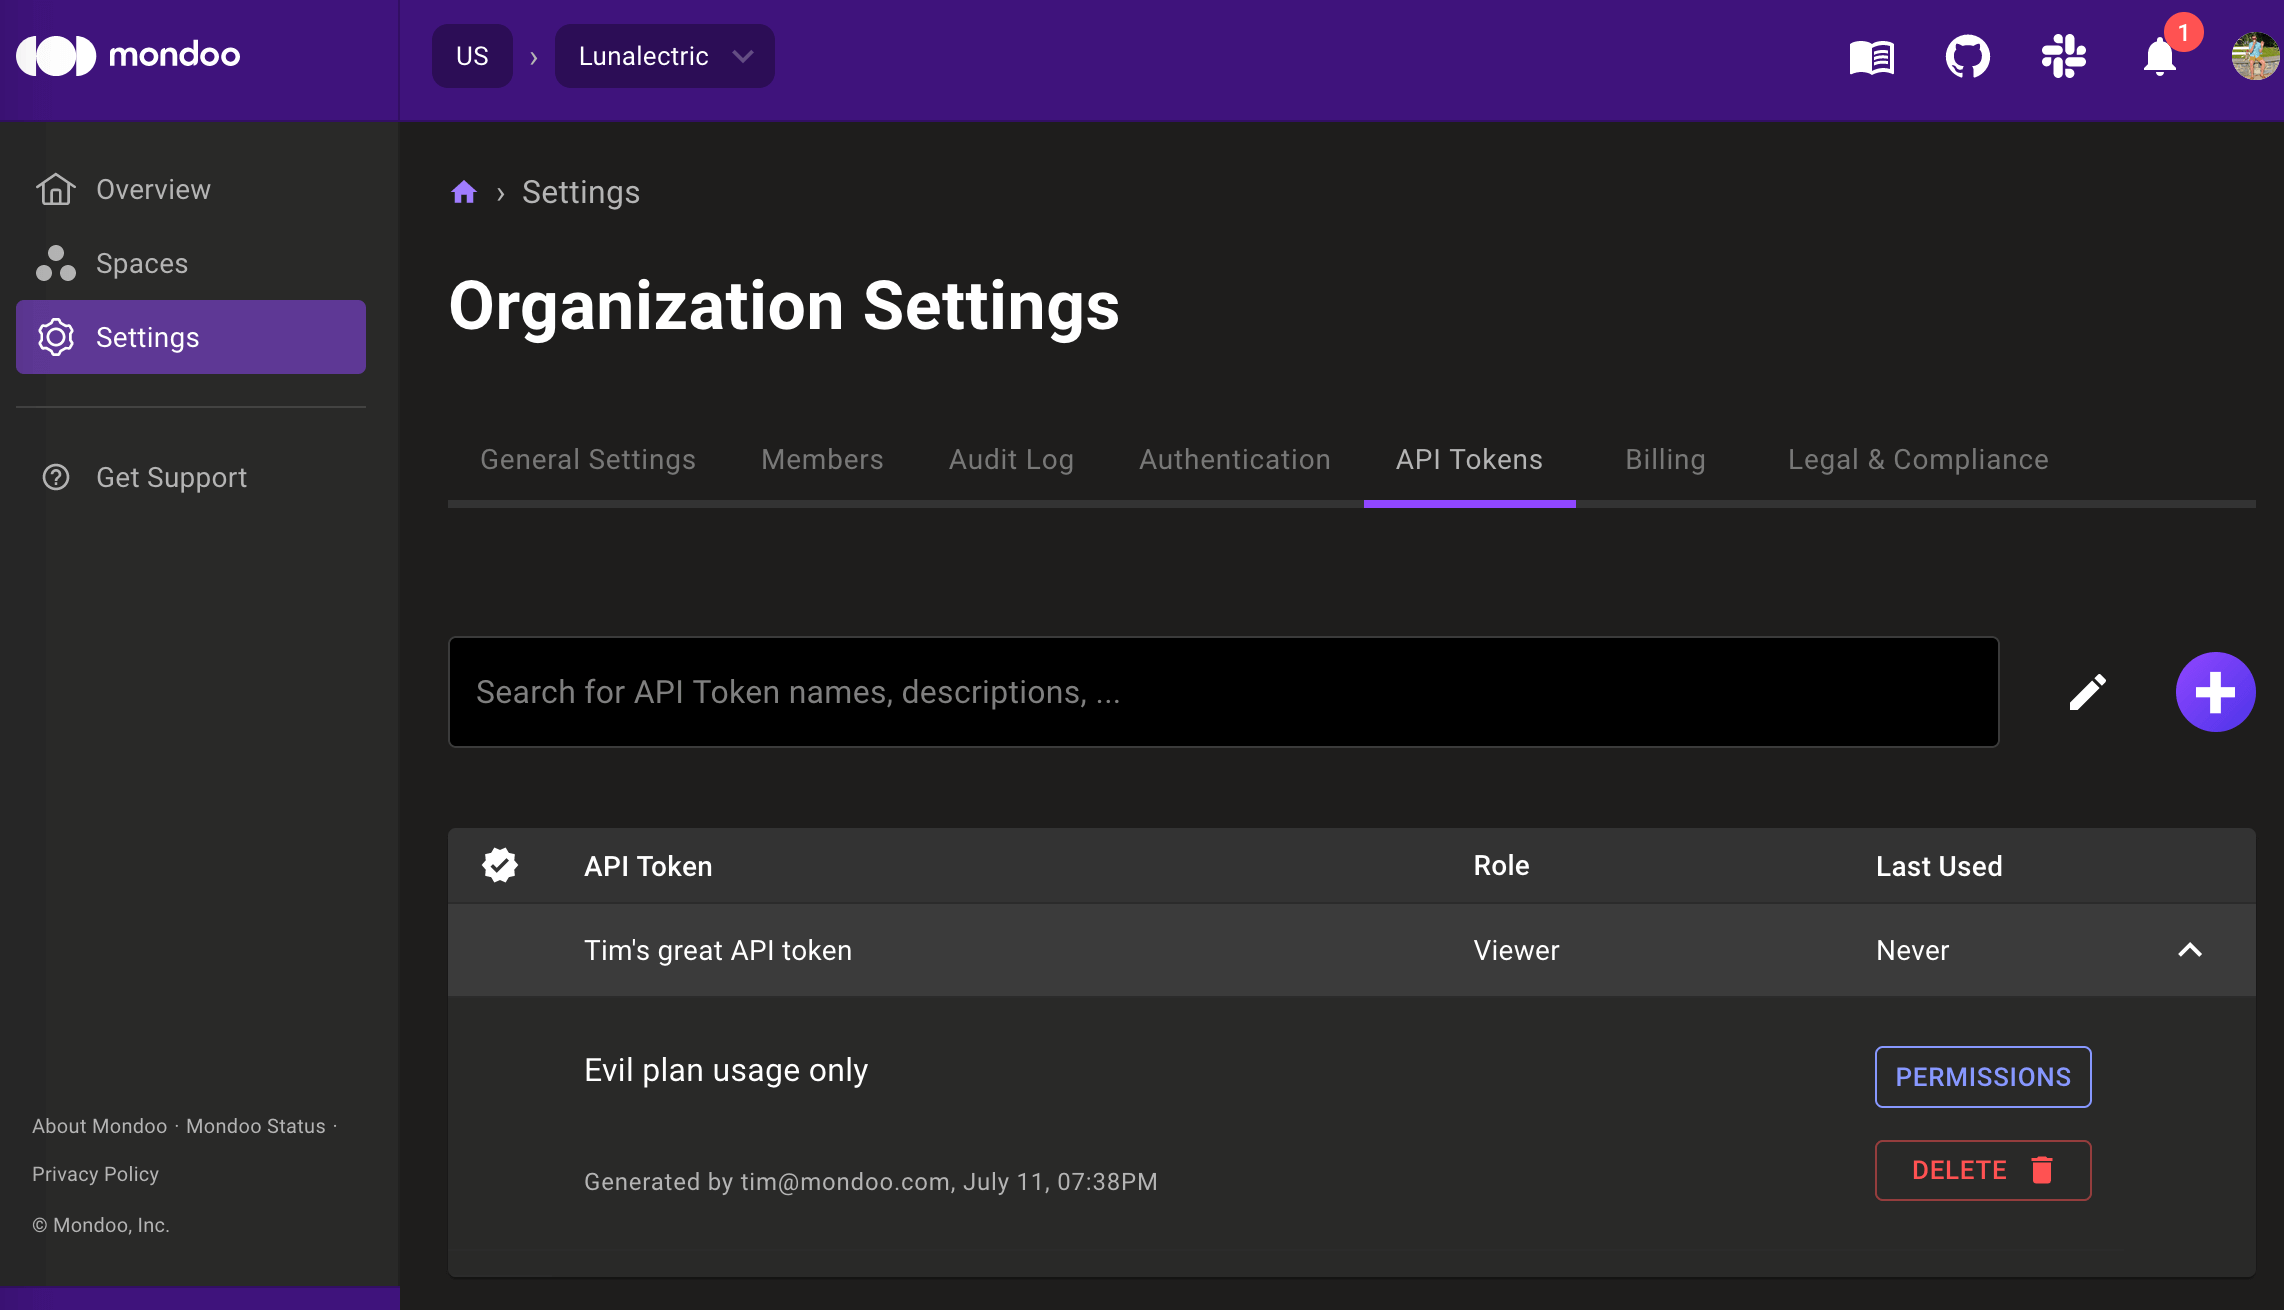 mondoo
US › Lunalectric
1
Overview
Spaces
Settings
Get Support
About Mondoo · Mondoo Status ·
Privacy Policy
© Mondoo, Inc.
› Settings
Organization Settings
General Settings Members Audit Log Authentication API Tokens Billing Legal & Compliance
Search for API Token names, descriptions, ...
API Token Role Last Used
Tim's great API token Viewer Never
Evil plan usage only
PERMISSIONS
DELETE
Generated by tim@mondoo.com, July 11, 07:38PM